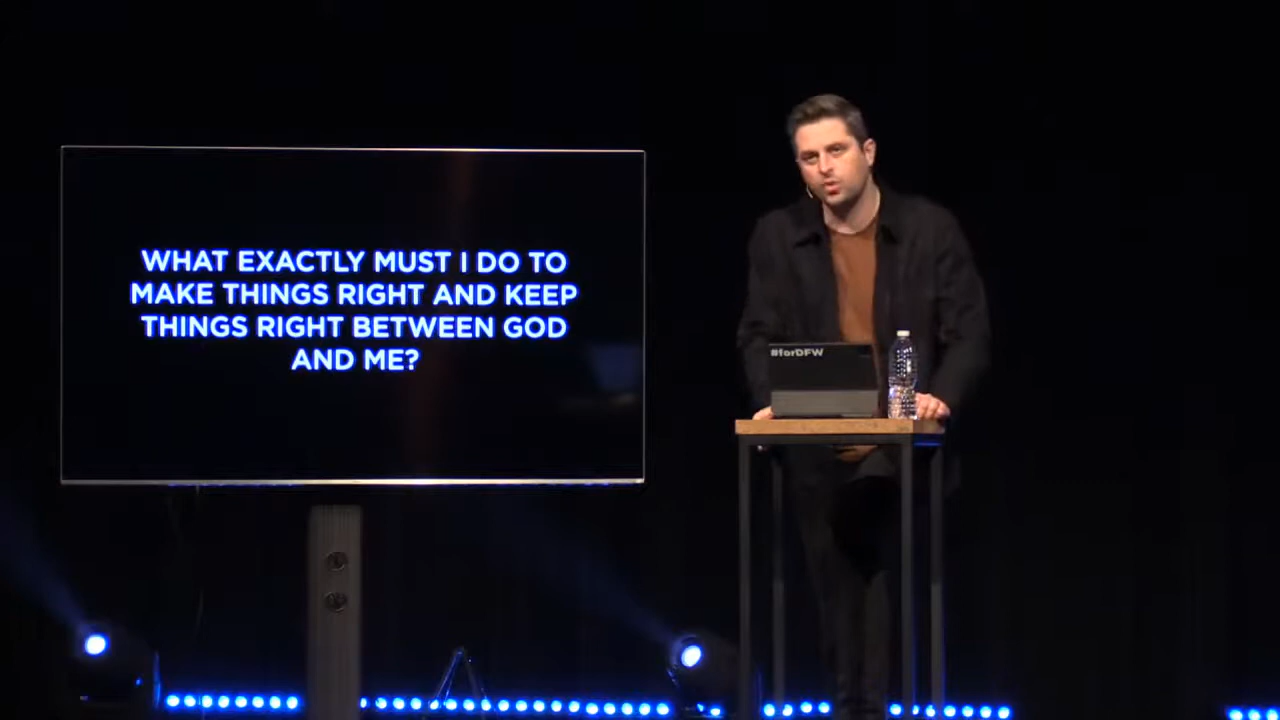 WHAT EXACTLY MUST I DO TO
MAKE THINGS RIGHT AND KEEP
THINGS RIGHT BETWEEN GOD
AND ME?
#forDFW